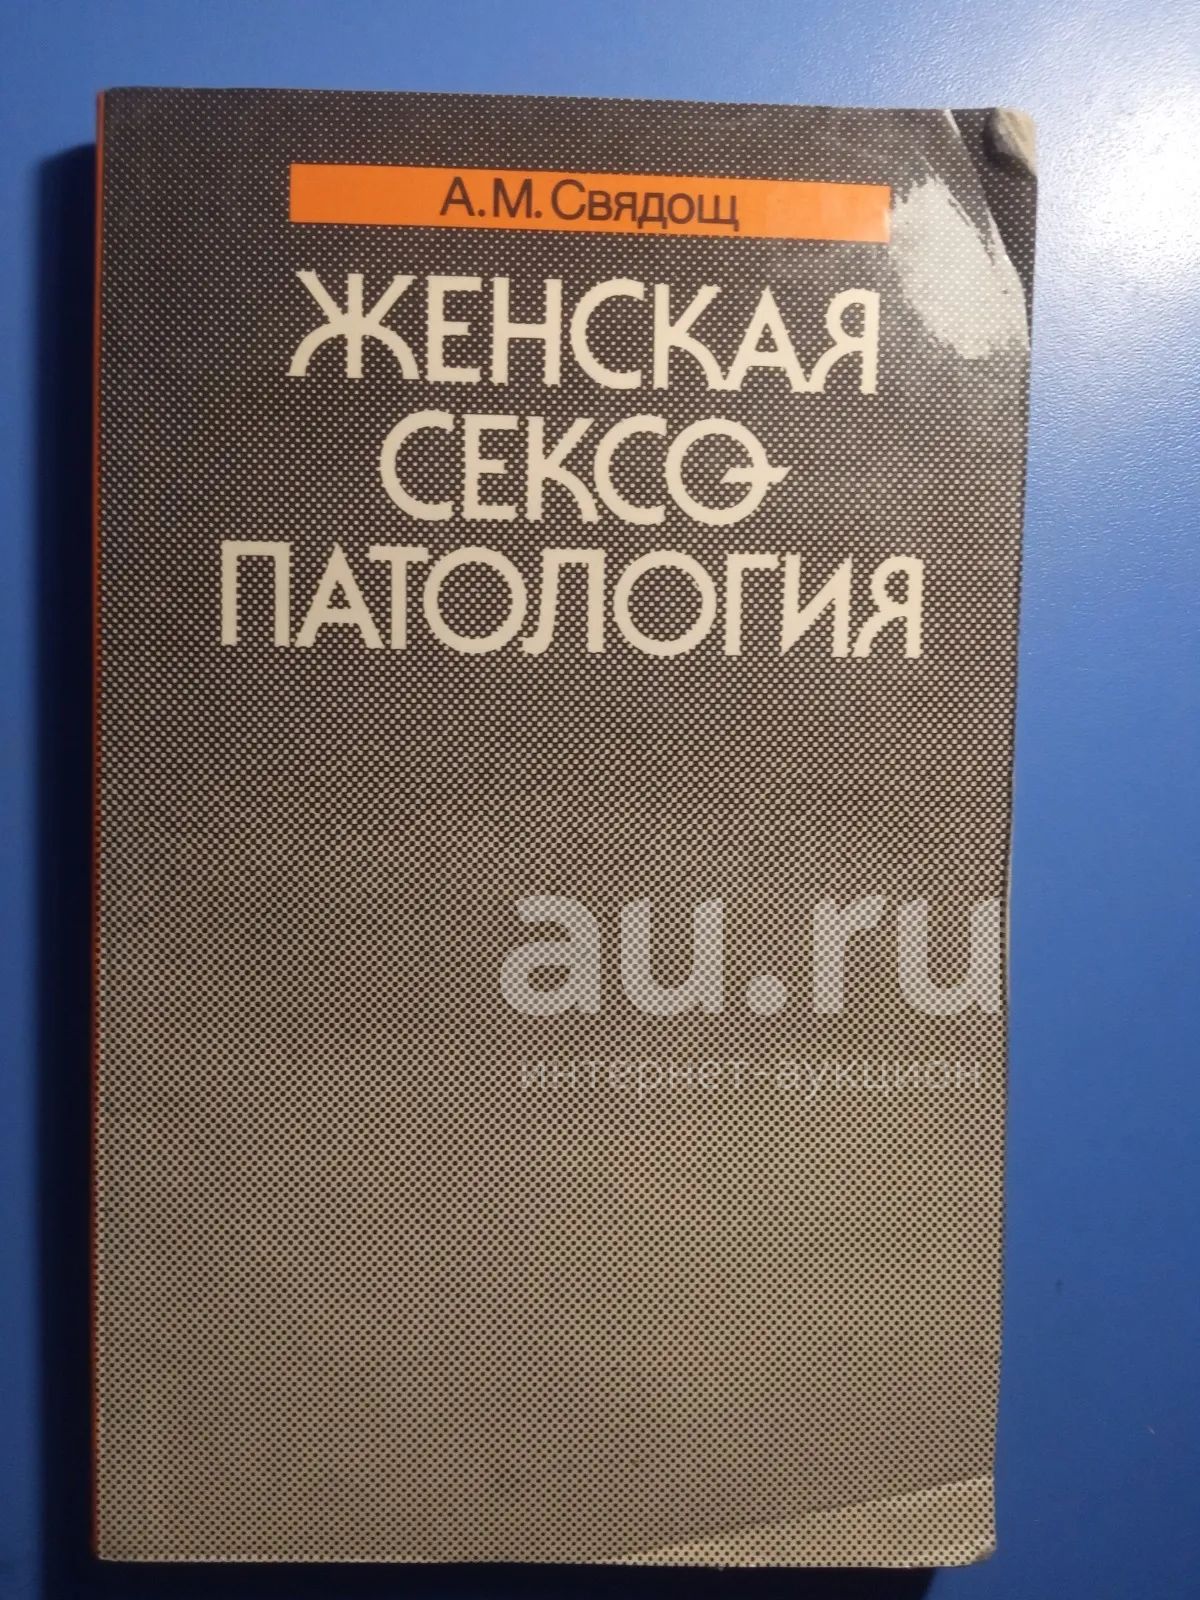 А.М.Свядощ
ЖЕНСКАЯ
СЕКСО-
ПАТОЛОГИЯ
au.ru
интернет-аукцион